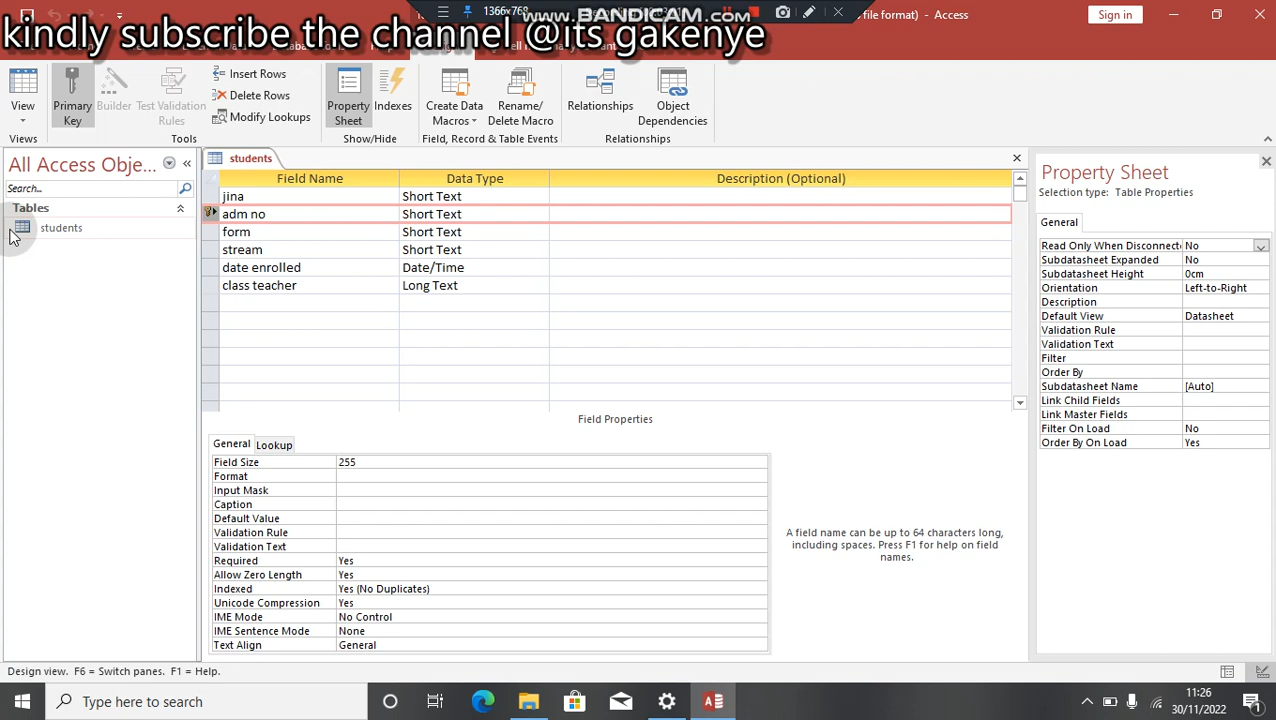 1366x768
www.BANDICAM.com
file format) - Access
Sign in
kindly subscribe the channel @its gakenye
View
Primary Key
Builder
Test Validation Rules
Insert Rows
Delete Rows
Modify Lookups
Property Sheet
Indexes
Create Data Macros
Rename/ Delete Macro
Relationships
Object Dependencies
Views
Tools
Show/Hide
Field, Record & Table Events
Relationships
All Access Obje...
Search...
Tables
students
students
Field Name Data Type Description (Optional)
jina Short Text
adm no Short Text
form Short Text
stream Short Text
date enrolled Date/Time
class teacher Long Text
Field Properties
General Lookup
Field Size 255
Format
Input Mask
Caption
Default Value
Validation Rule
Validation Text
Required Yes
Allow Zero Length Yes
Indexed Yes (No Duplicates)
Unicode Compression Yes
IME Mode No Control
IME Sentence Mode None
Text Align General
A field name can be up to 64 characters long,
including spaces. Press F1 for help on field
names.
Property Sheet
Selection type: Table Properties
General
Read Only When Disconnecte No
Subdatasheet Expanded No
Subdatasheet Height 0cm
Orientation Left-to-Right
Description
Default View Datasheet
Validation Rule
Validation Text
Filter
Order By
Subdatasheet Name [Auto]
Link Child Fields
Link Master Fields
Filter On Load No
Order By On Load Yes
Design view. F6 = Switch panes. F1 = Help.
Type here to search
11:26
30/11/2022